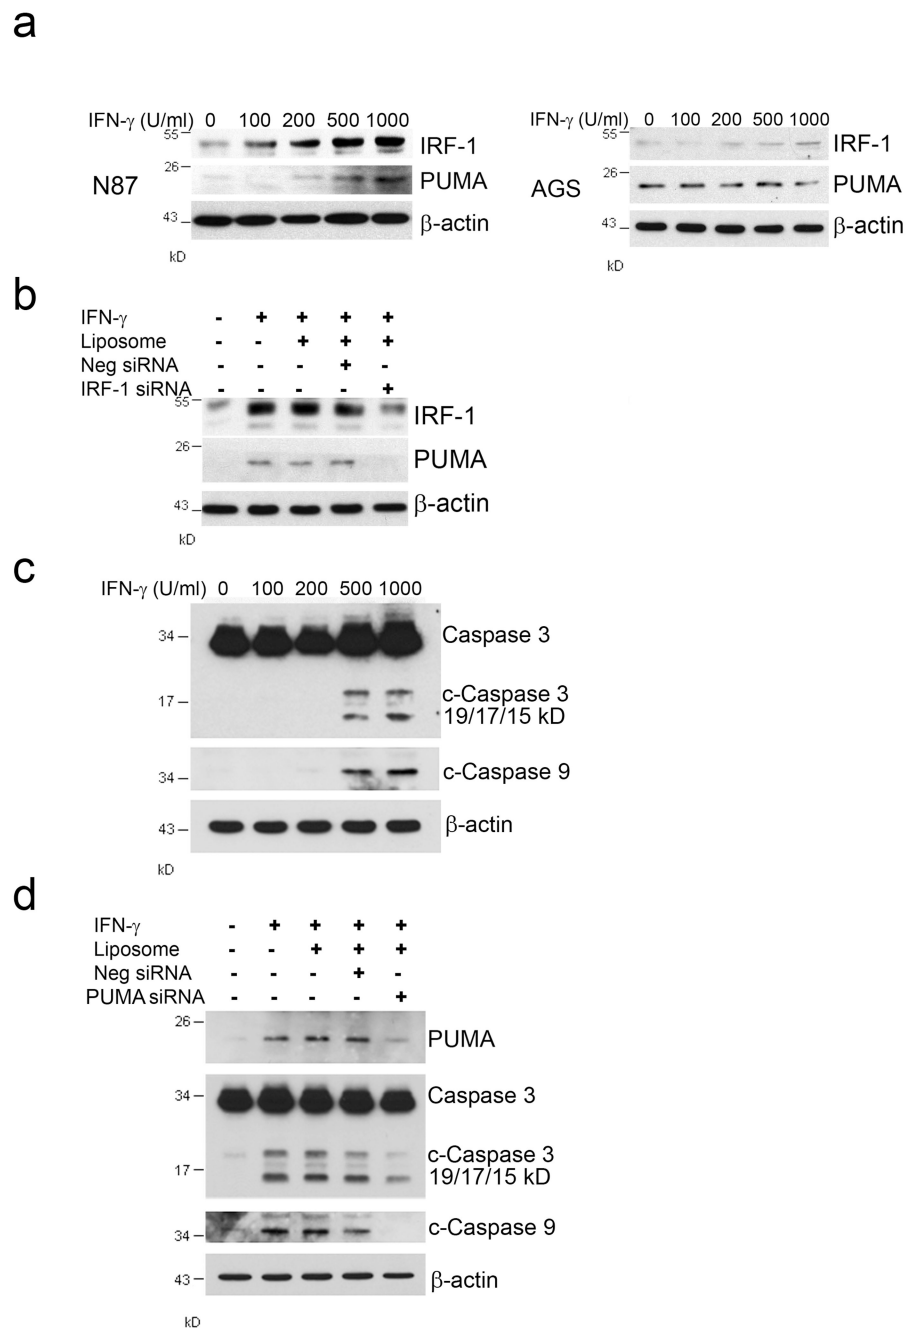 a
IFN-γ (U/ml) 0 100 200 500 1000
55
IRF-1
26
N87
PUMA
43
β-actin
kD
IFN-γ (U/ml) 0 100 200 500 1000
55
IRF-1
26
AGS
PUMA
43
β-actin
kD
b
IFN-γ - + + + +
Liposome - - + + +
Neg siRNA - - - + -
IRF-1 siRNA - - - - +
55
IRF-1
26
PUMA
43
β-actin
kD
c
IFN-γ (U/ml) 0 100 200 500 1000
34
Caspase 3
c-Caspase 3
17
19/17/15 kD
34
c-Caspase 9
43
β-actin
kD
d
IFN-γ - + + + +
Liposome - - + + +
Neg siRNA - - - + -
PUMA siRNA - - - - +
26
PUMA
34
Caspase 3
c-Caspase 3
17
19/17/15 kD
34
c-Caspase 9
43
β-actin
kD